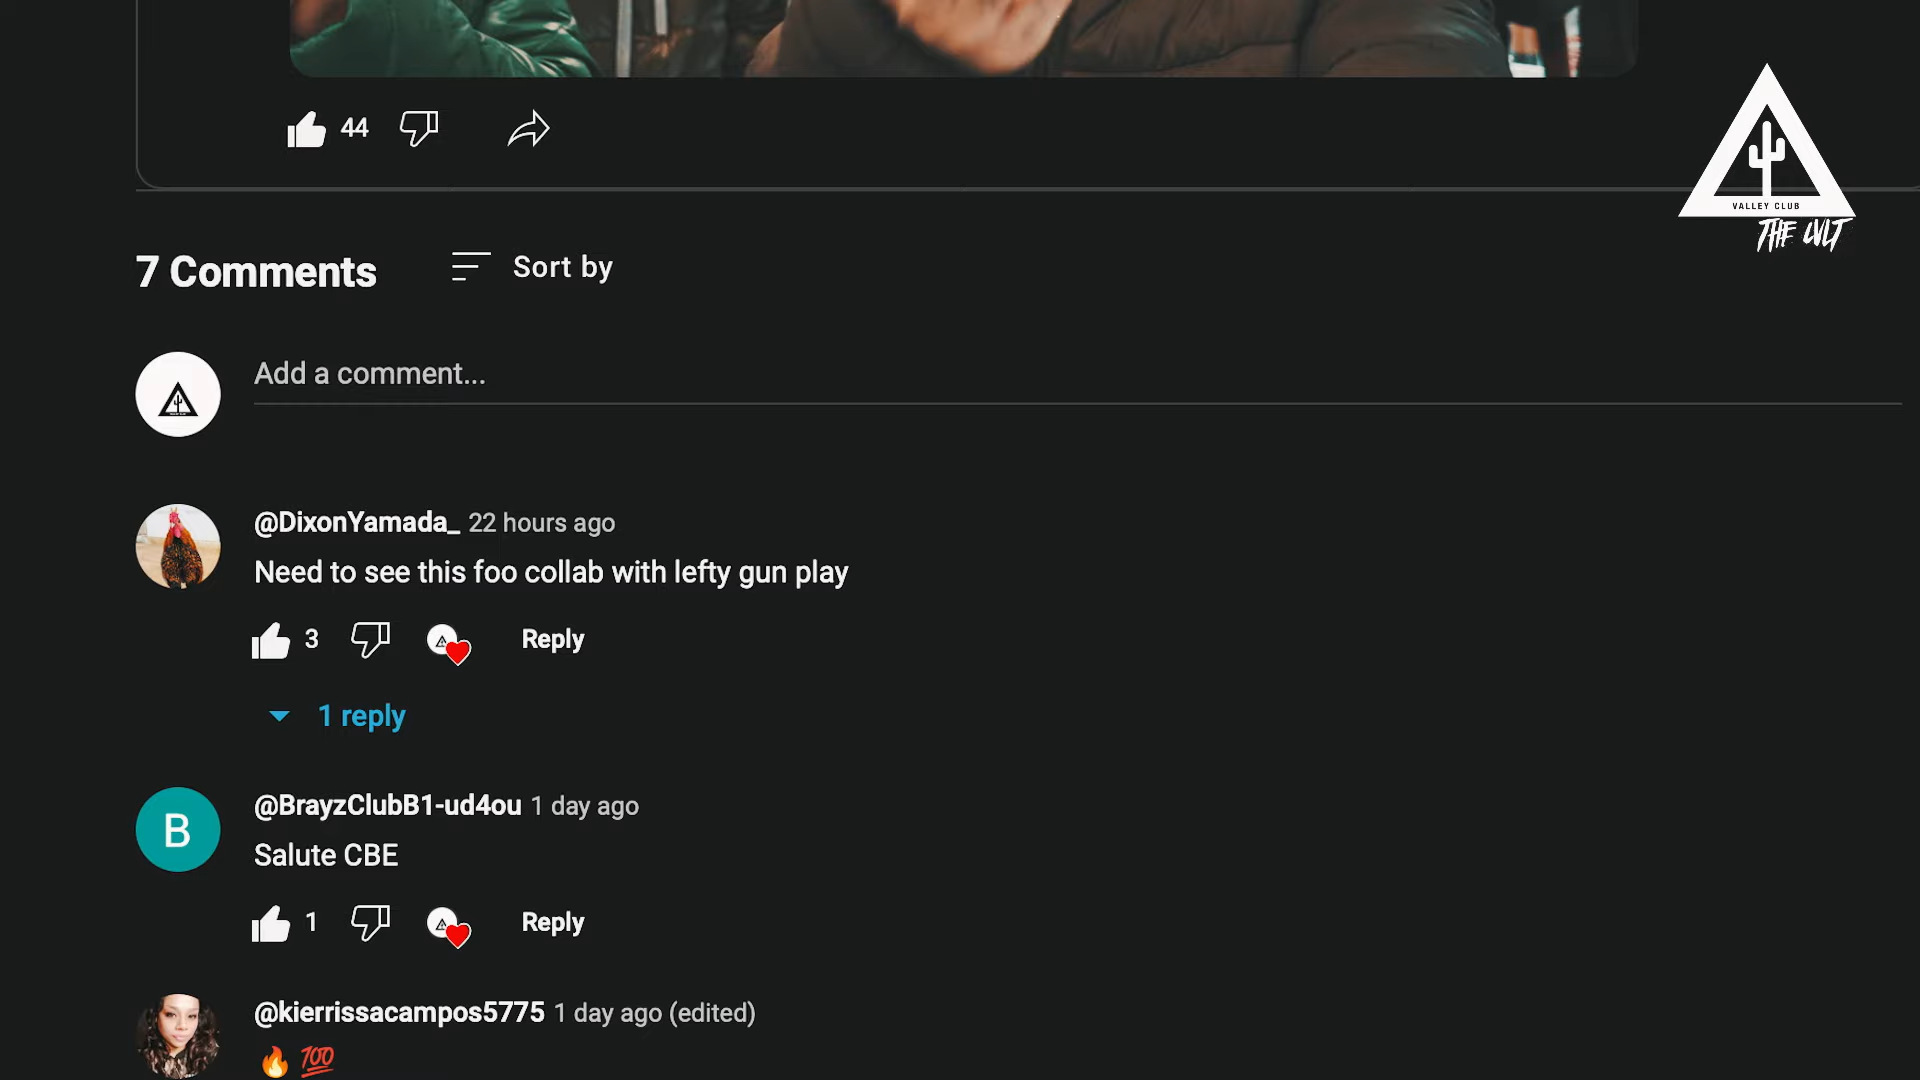 44
VALLEY CLUB
THE CVLT
7 Comments
Sort by
Add a comment...
@DixonYamada_ 22 hours ago
Need to see this foo collab with lefty gun play
3
Reply
1 reply
B
@BrayzClubB1-ud4ou 1 day ago
Salute CBE
1
Reply
@kierrissacampos5775 1 day ago (edited)
🔥 💯